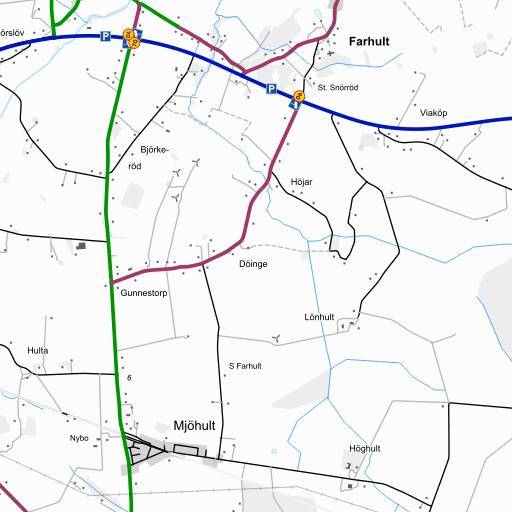 örslöv
P
Farhult
St. Snörröd
P
Viaköp
Björke-
röd
Höjar
Döinge
Gunnestorp
Lönhult
Hulta
S Farhult
6
Mjöhult
Nybo
Höghult